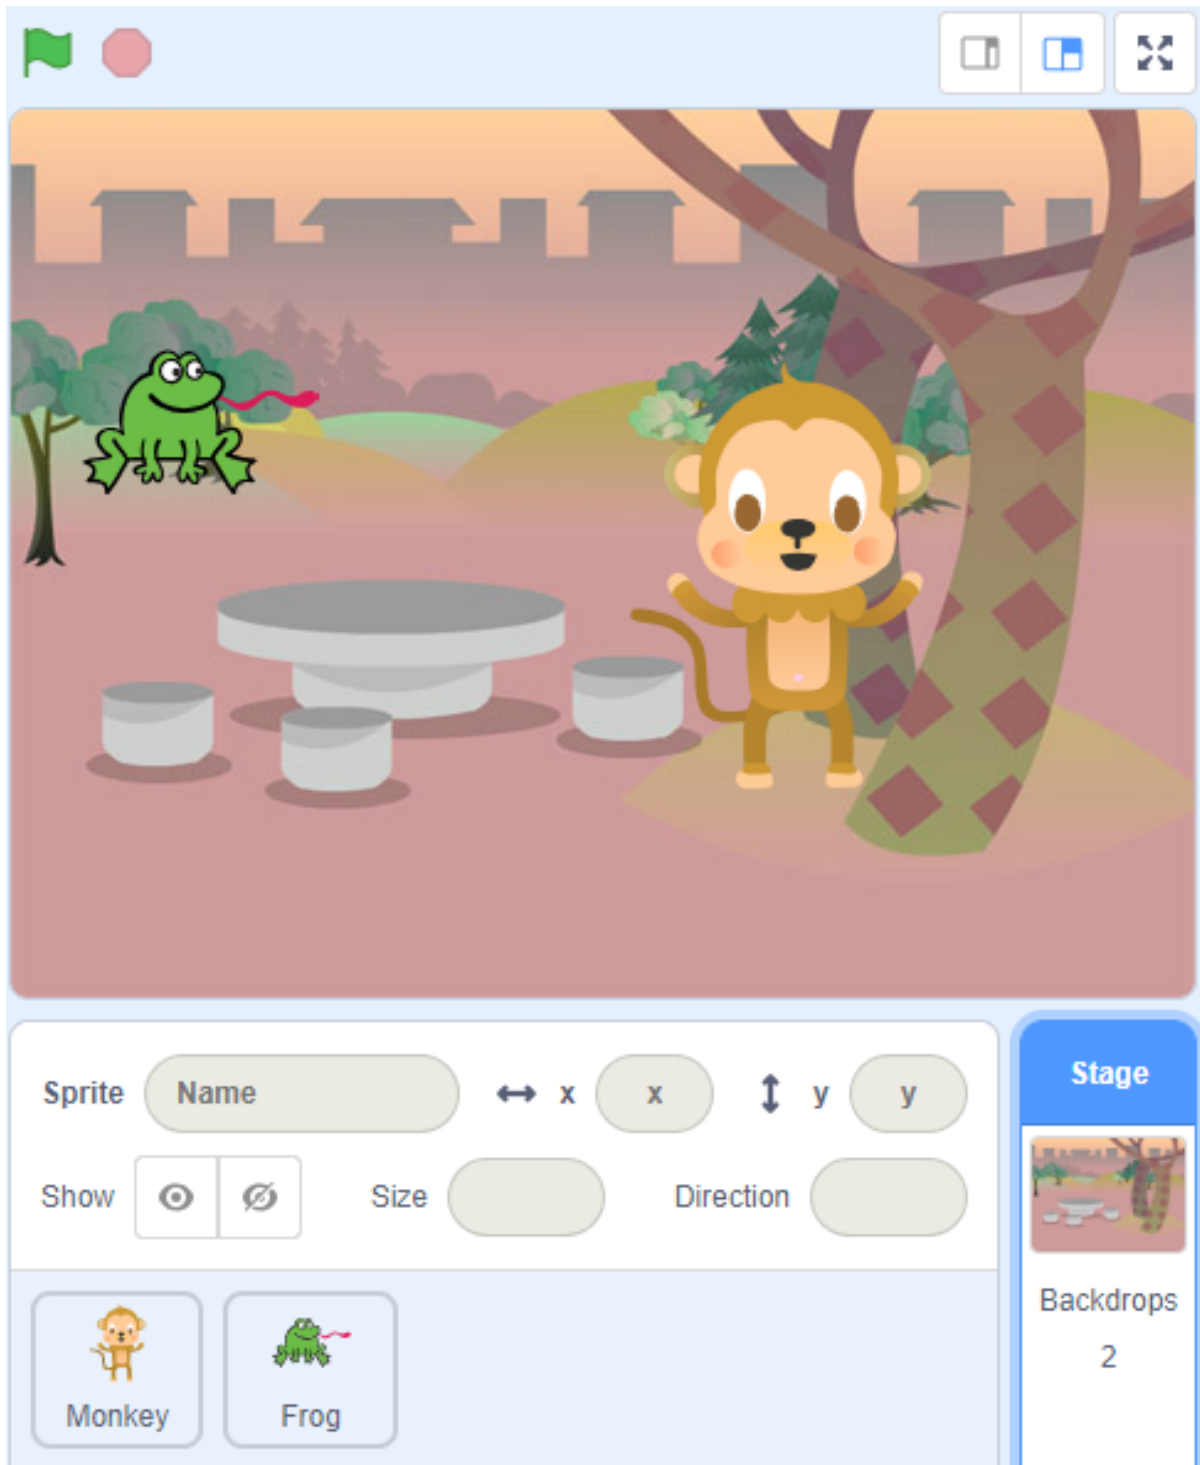 Sprite Name x x y y
Stage
Show Size Direction
Backdrops
2
Monkey Frog